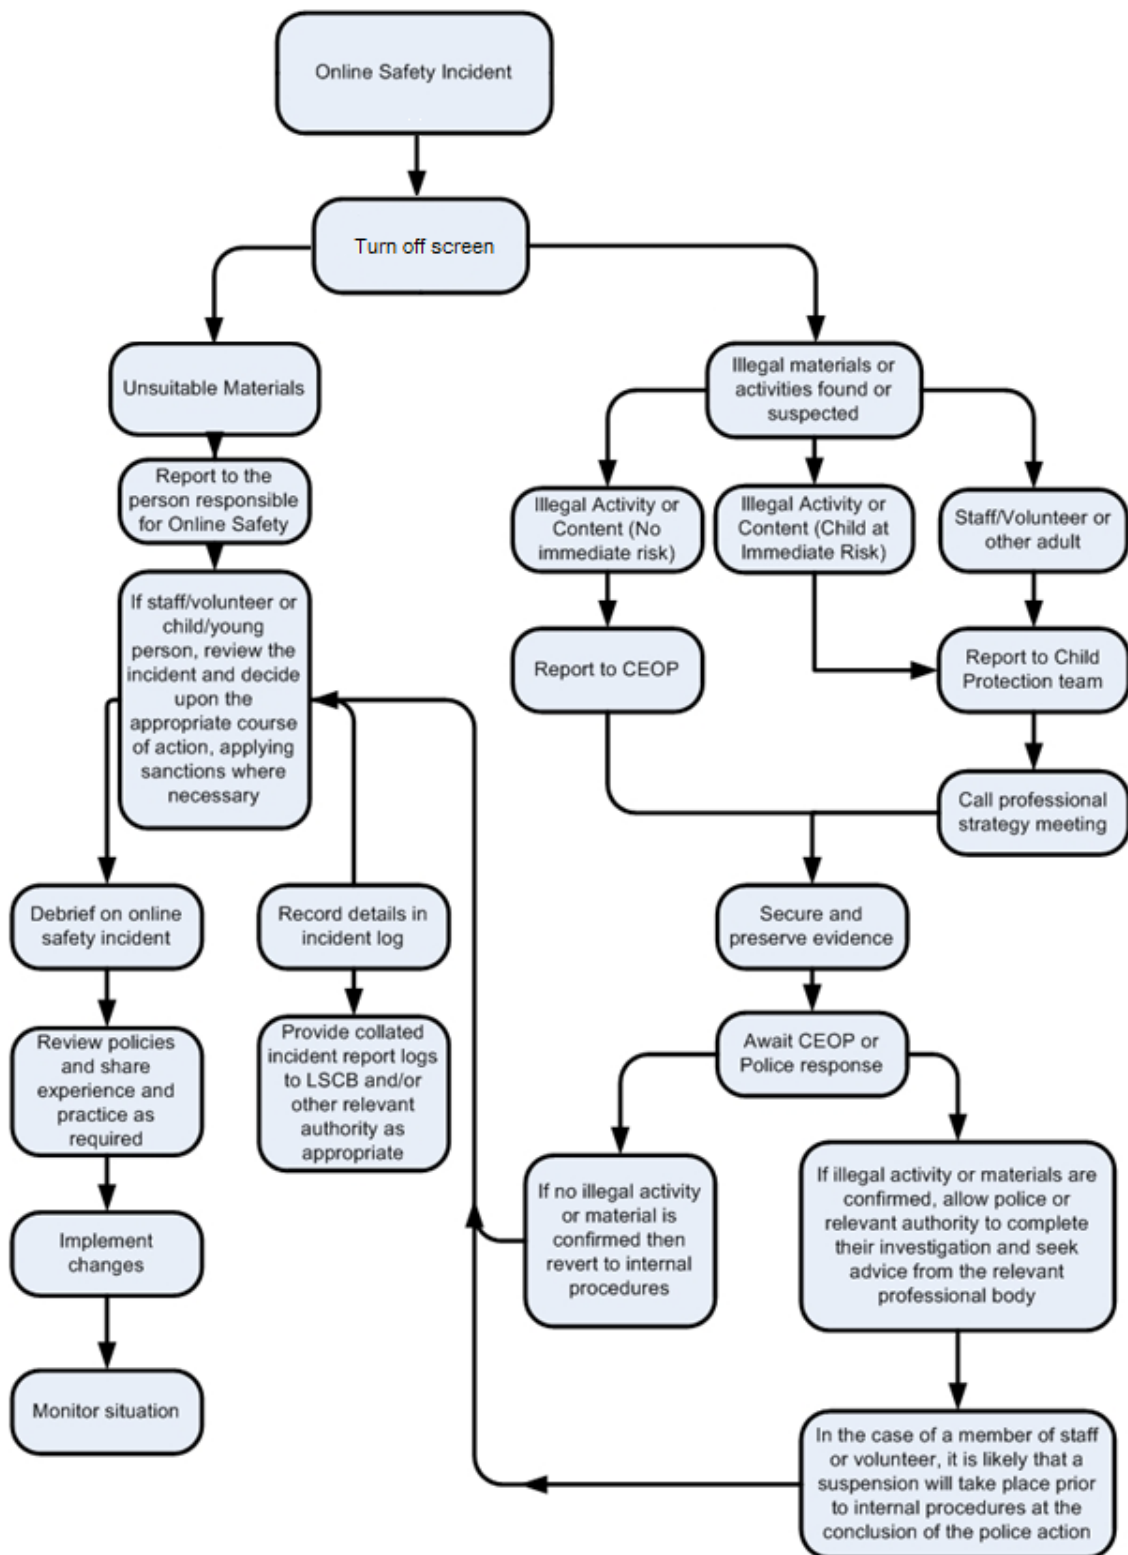 Online Safety Incident
Turn off screen
Unsuitable Materials
Report to the
person responsible
for Online Safety
If staff/volunteer or
child/young
person, review the
incident and decide
upon the
appropriate course
of action, applying
sanctions where
necessary
Debrief on online
safety incident
Review policies
and share
experience and
practice as
required
Implement
changes
Monitor situation
Record details in
incident log
Provide collated
incident report logs
to LSCB and/or
other relevant
authority as
appropriate
Illegal materials or
activities found or
suspected
Illegal Activity or
Content (No
immediate risk)
Illegal Activity or
Content (Child at
Immediate Risk)
Staff/Volunteer or
other adult
Report to CEOP
Report to Child
Protection team
Call professional
strategy meeting
Secure and
preserve evidence
Await CEOP or
Police response
If no illegal activity
or material is
confirmed then
revert to internal
procedures
If illegal activity or materials are
confirmed, allow police or
relevant authority to complete
their investigation and seek
advice from the relevant
professional body
In the case of a member of staff
or volunteer, it is likely that a
suspension will take place prior
to internal procedures at the
conclusion of the police action